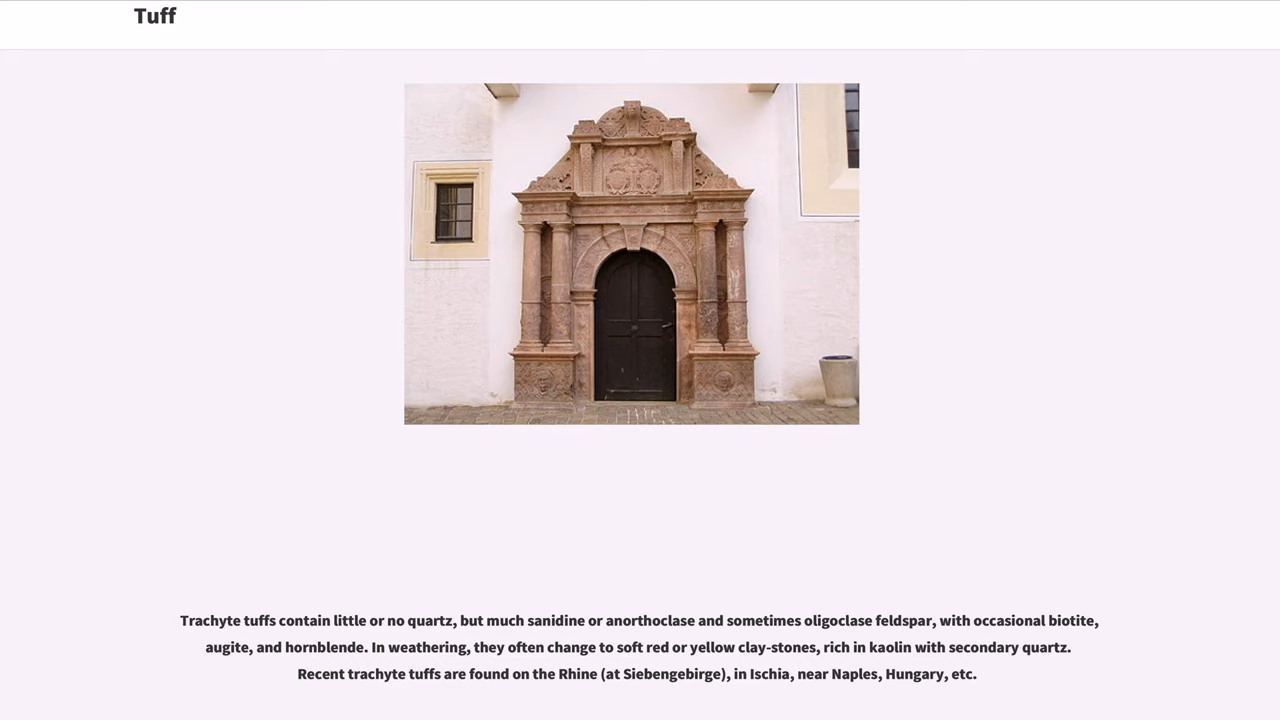 Tuff
Trachyte tuffs contain little or no quartz, but much sanidine or anorthoclase and sometimes oligoclase feldspar, with occasional biotite,
augite, and hornblende. In weathering, they often change to soft red or yellow clay-stones, rich in kaolin with secondary quartz.
Recent trachyte tuffs are found on the Rhine (at Siebengebirge), in Ischia, near Naples, Hungary, etc.